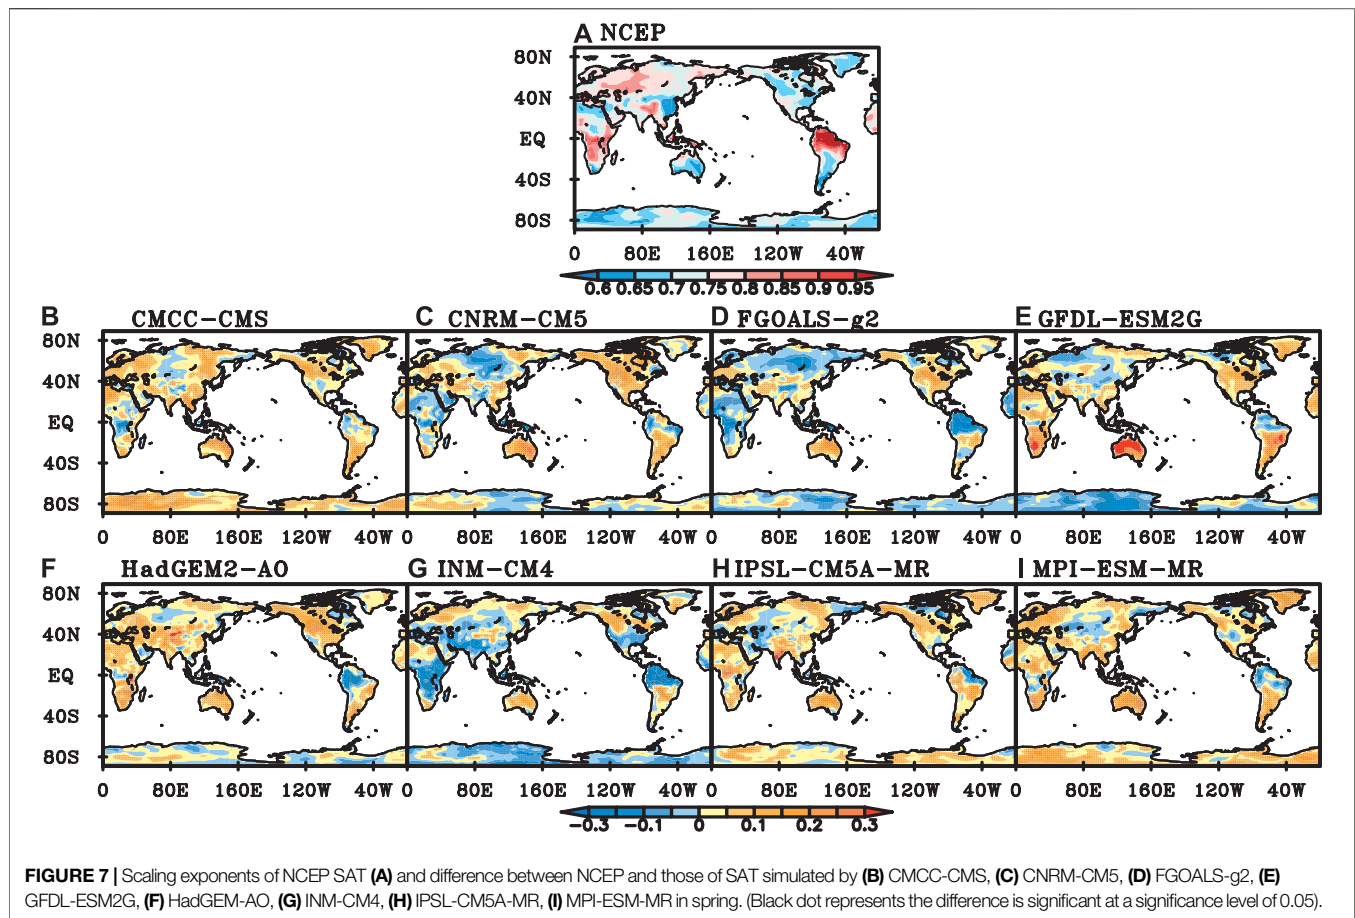 A NCEP
80N
40N
EQ
40S
80S
0 80E 160E 120W 40W
0.6 0.65 0.7 0.75 0.8 0.85 0.9 0.95
B CMCC-CMS C CNRM-CM5 D FGOALS-g2 E GFDL-ESM2G
80N
40N
EQ
40S
80S
0 80E 160E 120W 40W 0 80E 160E 120W 40W 0 80E 160E 120W 40W 0 80E 160E 120W 40W
F HadGEM2-AO G INM-CM4 H IPSL-CM5A-MR I MPI-ESM-MR
80N
40N
EQ
40S
80S
0 80E 160E 120W 40W 0 80E 160E 120W 40W 0 80E 160E 120W 40W 0 80E 160E 120W 40W
-0.3 -0.1 0 0.1 0.2 0.3
FIGURE 7 | Scaling exponents of NCEP SAT (A) and difference between NCEP and those of SAT simulated by (B) CMCC-CMS, (C) CNRM-CM5, (D) FGOALS-g2, (E)
GFDL-ESM2G, (F) HadGEM-AO, (G) INM-CM4, (H) IPSL-CM5A-MR, (I) MPI-ESM-MR in spring. (Black dot represents the difference is significant at a significance level of 0.05).